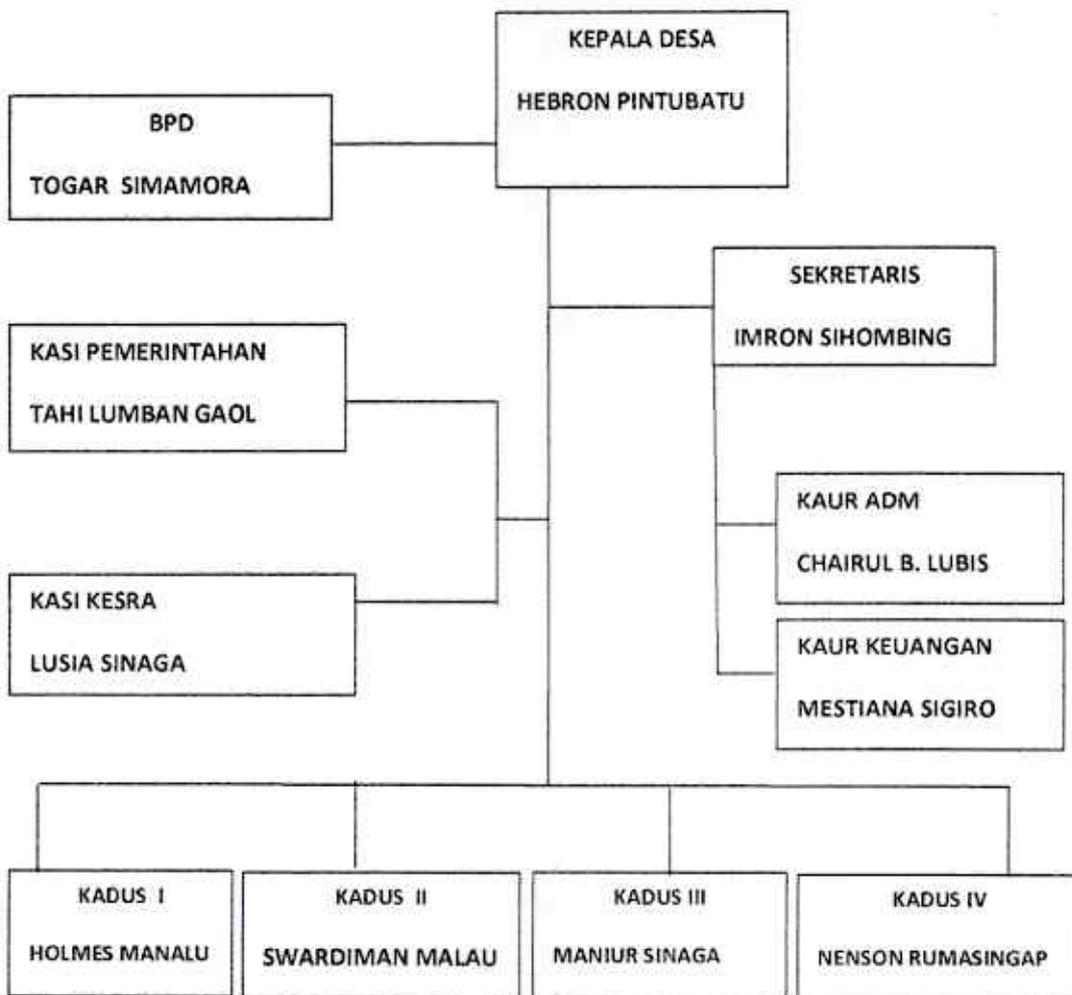 KEPALA DESA
HEBRON PINTUBATU
BPD
TOGAR SIMAMORA
SEKRETARIS
IMRON SIHOMBING
KASI PEMERINTAHAN
TAHI LUMBAN GAOL
KAUR ADM
CHAIRUL B. LUBIS
KASI KESRA
LUSIA SINAGA
KAUR KEUANGAN
MESTIANA SIGIRO
KADUS I
HOLMES MANALU
KADUS II
SWARDIMAN MALAU
KADUS III
MANIUR SINAGA
KADUS IV
NENSON RUMASINGAP